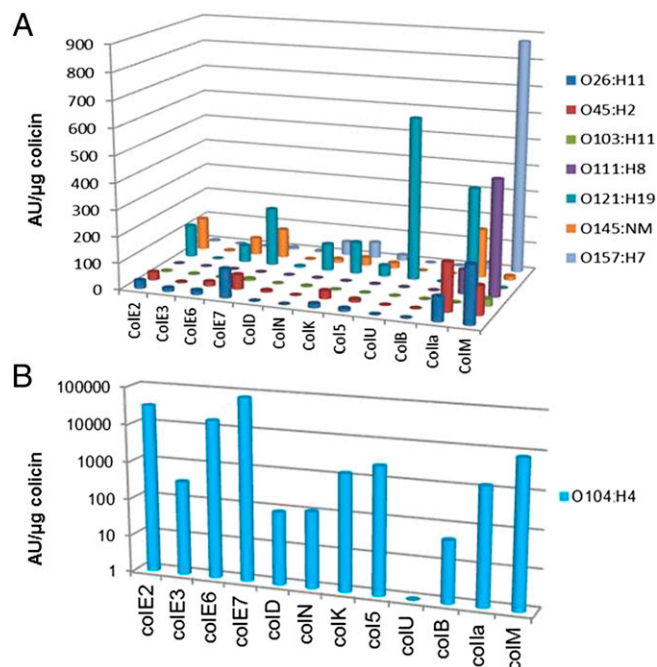 A
AU/µg colicin
900
800
700
600
500
400
300
200
100
0
ColE2
ColE3
ColE6
ColE7
ColD
ColN
ColK
Col5
ColU
ColB
ColIa
ColM
O26:H11
O45:H2
O103:H11
O111:H8
O121:H19
O145:NM
O157:H7
B
AU/µg colicin
100000
10000
1000
100
10
1
colE2
colE3
colE6
colE7
colD
colN
colK
col5
colU
colB
colIa
colM
O104:H4